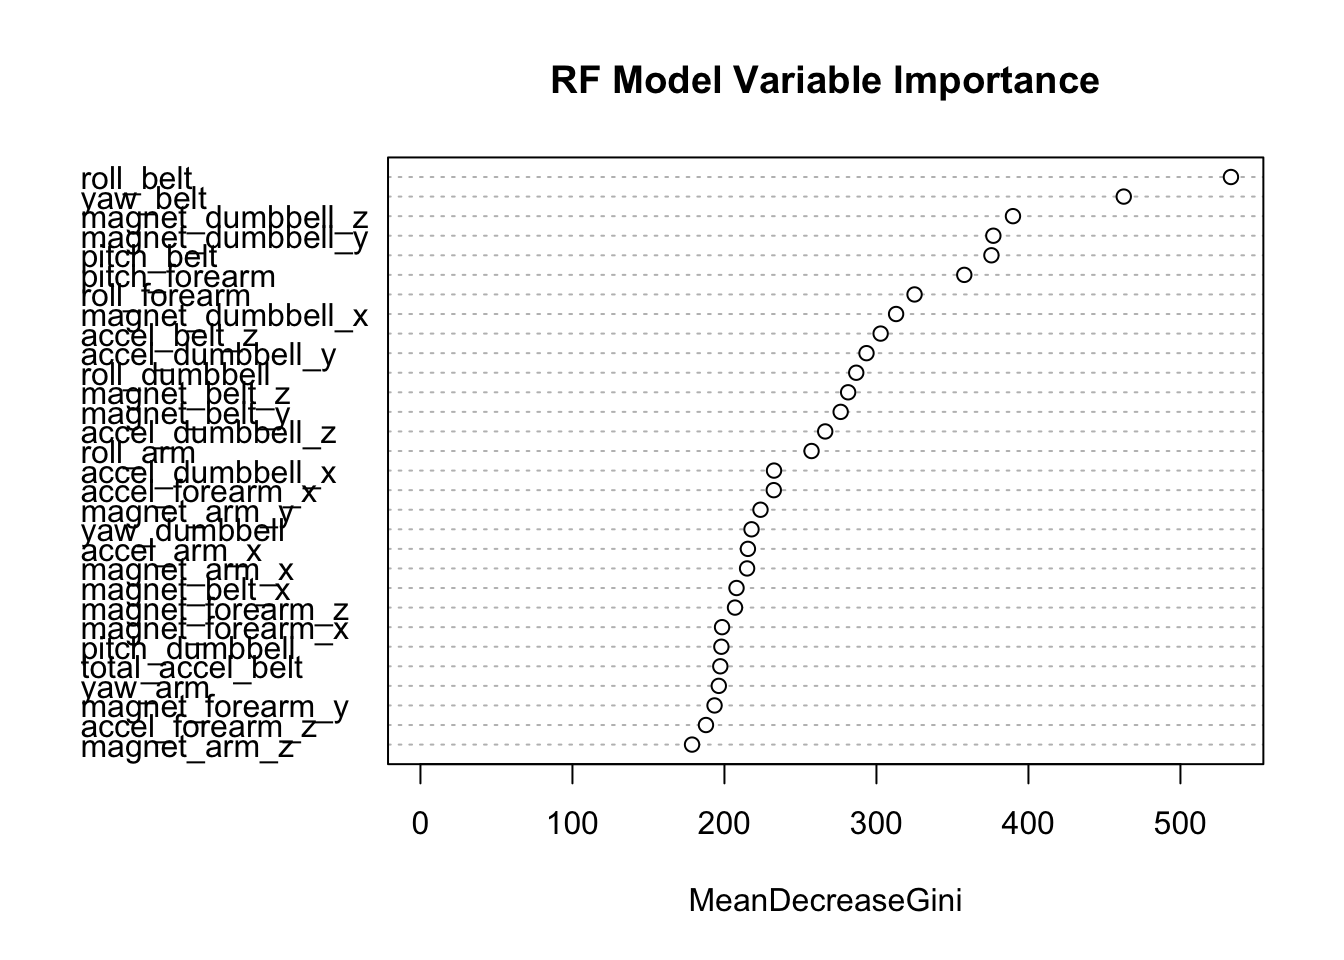 RF Model Variable Importance
roll_belt
yaw_belt
magnet_dumbbell_z
magnet_dumbbell_y
pitch_belt
pitch_forearm
roll_forearm
magnet_dumbbell_x
accel_belt_z
accel_dumbbell_y
roll_dumbbell
magnet_belt_z
magnet_belt_y
accel_dumbbell_z
roll_arm
accel_dumbbell_x
accel_forearm_x
magnet_arm_y
yaw_dumbbell
accel_arm_x
magnet_arm_x
magnet_belt_x
magnet_forearm_z
magnet_forearm_x
pitch_dumbbell
total_accel_belt
yaw_arm
magnet_forearm_y
accel_forearm_z
magnet_arm_z
0 100 200 300 400 500
MeanDecreaseGini